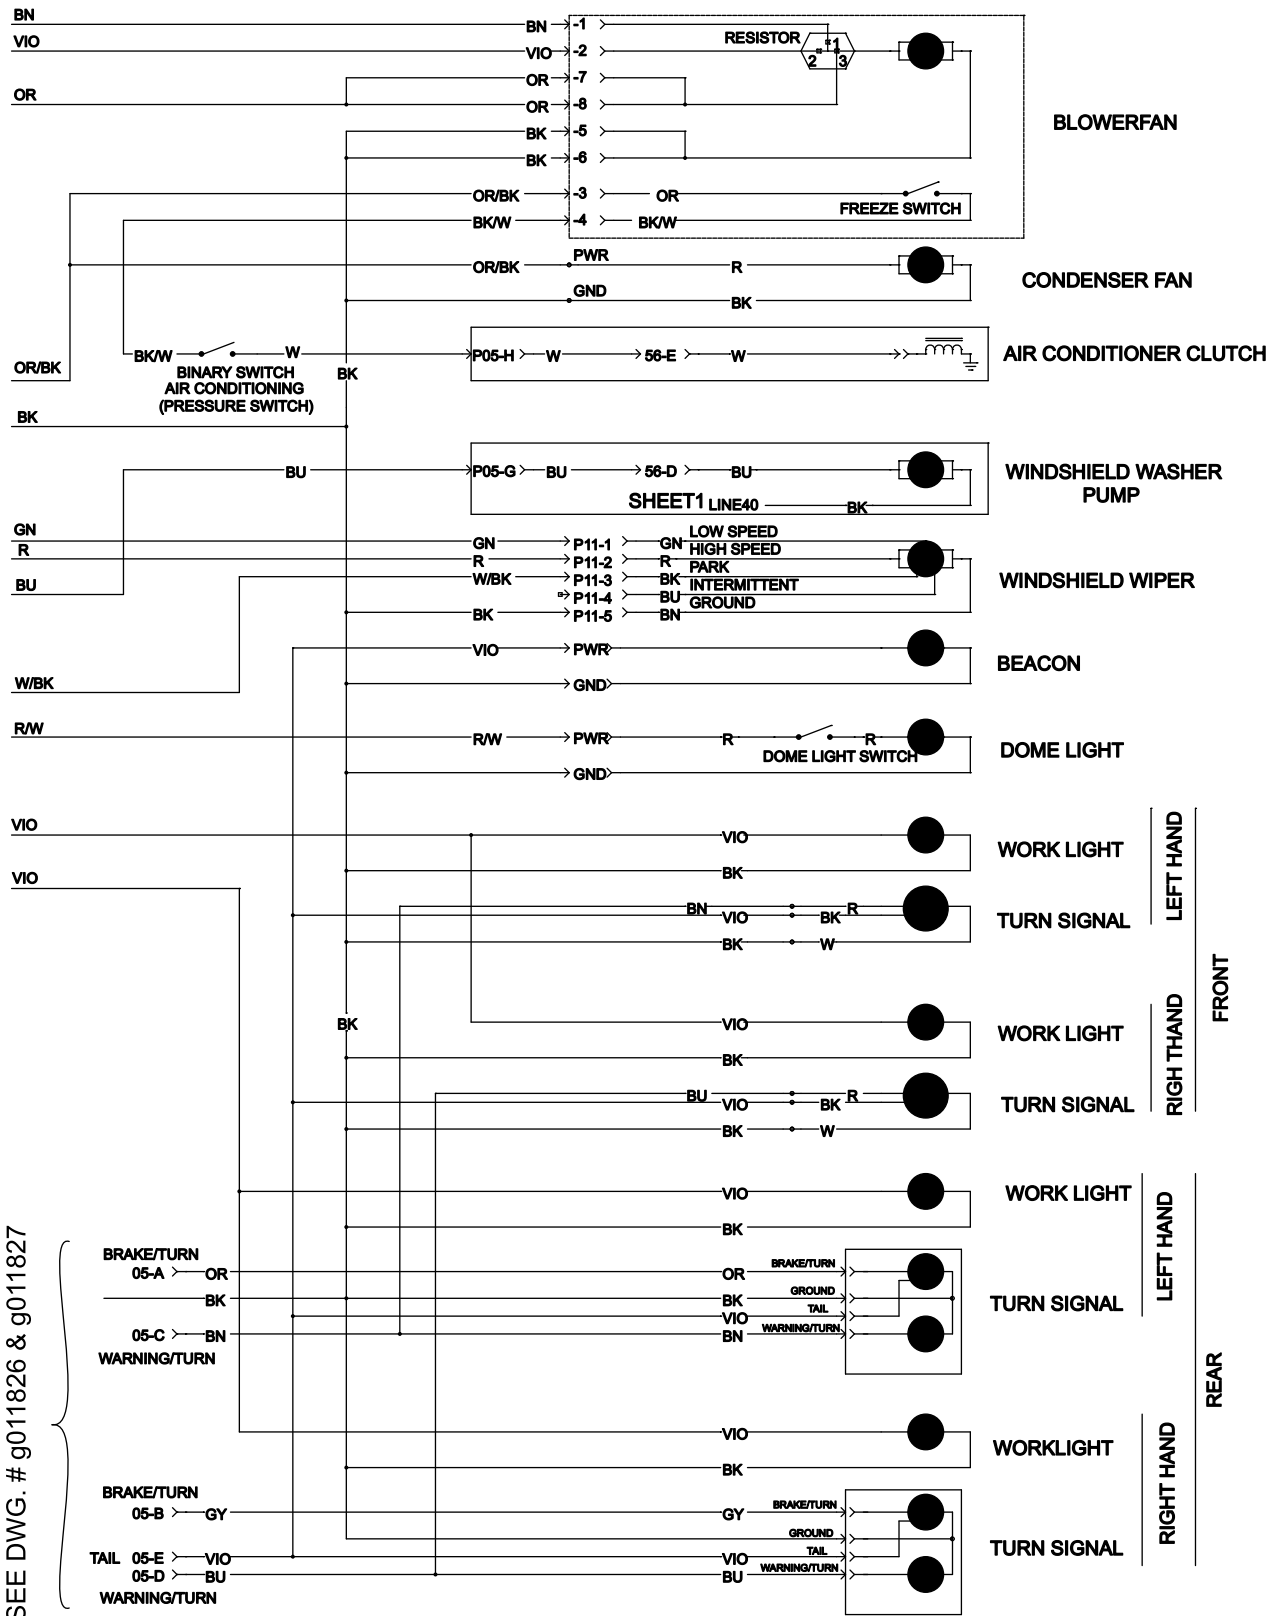 BN
BN
-1
VIO
VIO
-2
RESISTOR
1
2
3
OR
-7
OR
OR
-8
BK
-5
BLOWERFAN
BK
-6
OR/BK
-3
OR
FREEZE SWITCH
BK/W
-4
BK/W
PWR
OR/BK
R
CONDENSER FAN
GND
BK
BK/W
W
P05-H
W
56-E
W
AIR CONDITIONER CLUTCH
OR/BK
BINARY SWITCH
AIR CONDITIONING
(PRESSURE SWITCH)
BK
BK
BU
P05-G
BU
56-D
BU
WINDSHIELD WASHER
PUMP
SHEET1 LINE40
BK
GN
GN
P11-1
GN
LOW SPEED
R
R
P11-2
R
HIGH SPEED
W/BK
P11-3
BK
PARK
WINDSHIELD WIPER
BU
P11-4
BU
INTERMITTENT
BK
P11-5
BN
GROUND
VIO
PWR
BEACON
W/BK
GND
R/W
R/W
PWR
R
R
DOME LIGHT SWITCH
DOME LIGHT
GND
VIO
VIO
WORK LIGHT
LEFT HAND
VIO
BK
BN
R
VIO
BK
TURN SIGNAL
BK
W
FRONT
BK
VIO
WORK LIGHT
RIGH THAND
BK
BU
R
VIO
BK
TURN SIGNAL
BK
W
VIO
WORK LIGHT
LEFT HAND
BK
SEE DWG. # g011826 & g011827
BRAKE/TURN
05-A
OR
OR
BRAKE/TURN
BK
BK
GROUND
TURN SIGNAL
VIO
TAIL
05-C
BN
BN
WARNING/TURN
WARNING/TURN
REAR
VIO
WORKLIGHT
RIGHT HAND
BK
BRAKE/TURN
05-B
GY
GY
BRAKE/TURN
GROUND
TURN SIGNAL
TAIL
05-E
VIO
VIO
TAIL
05-D
BU
BU
WARNING/TURN
WARNING/TURN